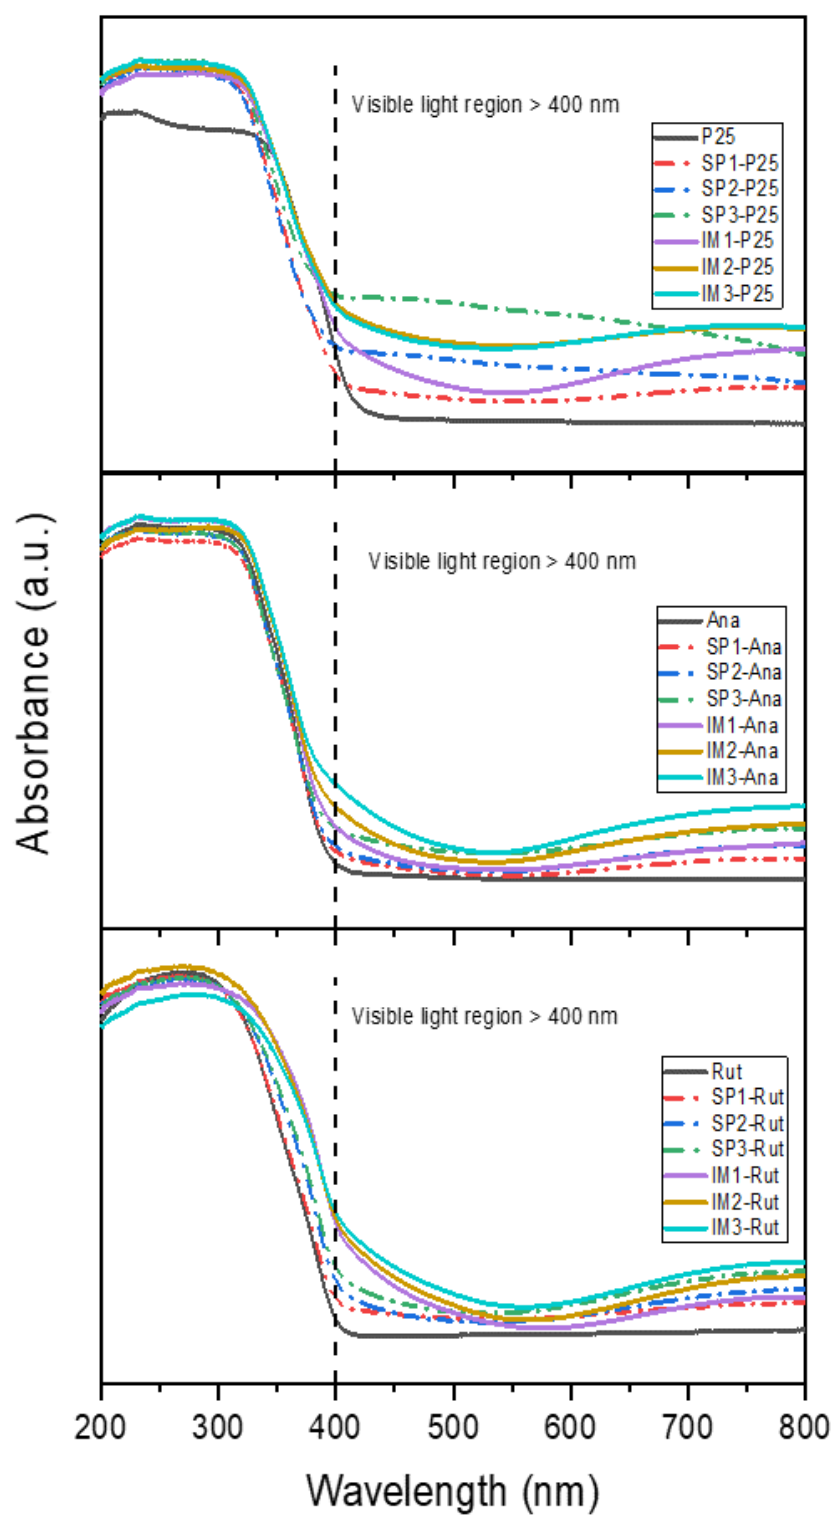 Visible light region > 400 nm
P25
SP1-P25
SP2-P25
SP3-P25
IM1-P25
IM2-P25
IM3-P25
Visible light region > 400 nm
Ana
SP1-Ana
SP2-Ana
SP3-Ana
IM1-Ana
IM2-Ana
IM3-Ana
Absorbance (a.u.)
Visible light region > 400 nm
Rut
SP1-Rut
SP2-Rut
SP3-Rut
IM1-Rut
IM2-Rut
IM3-Rut
200 300 400 500 600 700 800
Wavelength (nm)